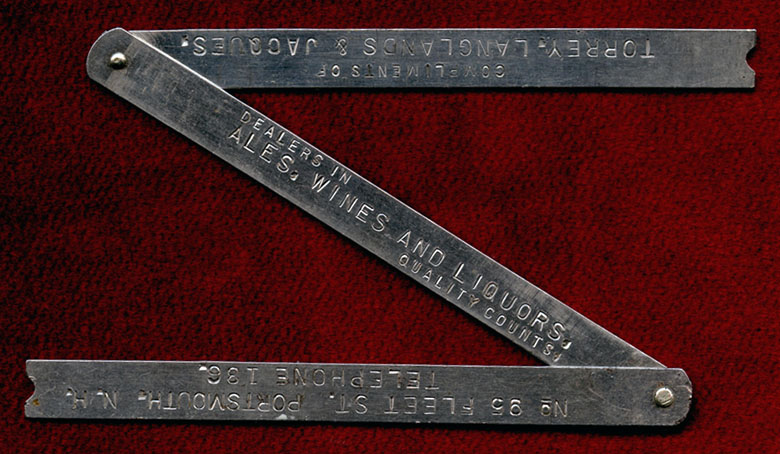 COMPLIMENTS OF
TORREY, LANGLANDS & JACQUES,
DEALERS IN
ALES, WINES AND LIQUORS,
QUALITY COUNTS,
No 95 FLEET ST. PORTSMOUTH, N. H.
TELEPHONE 136.